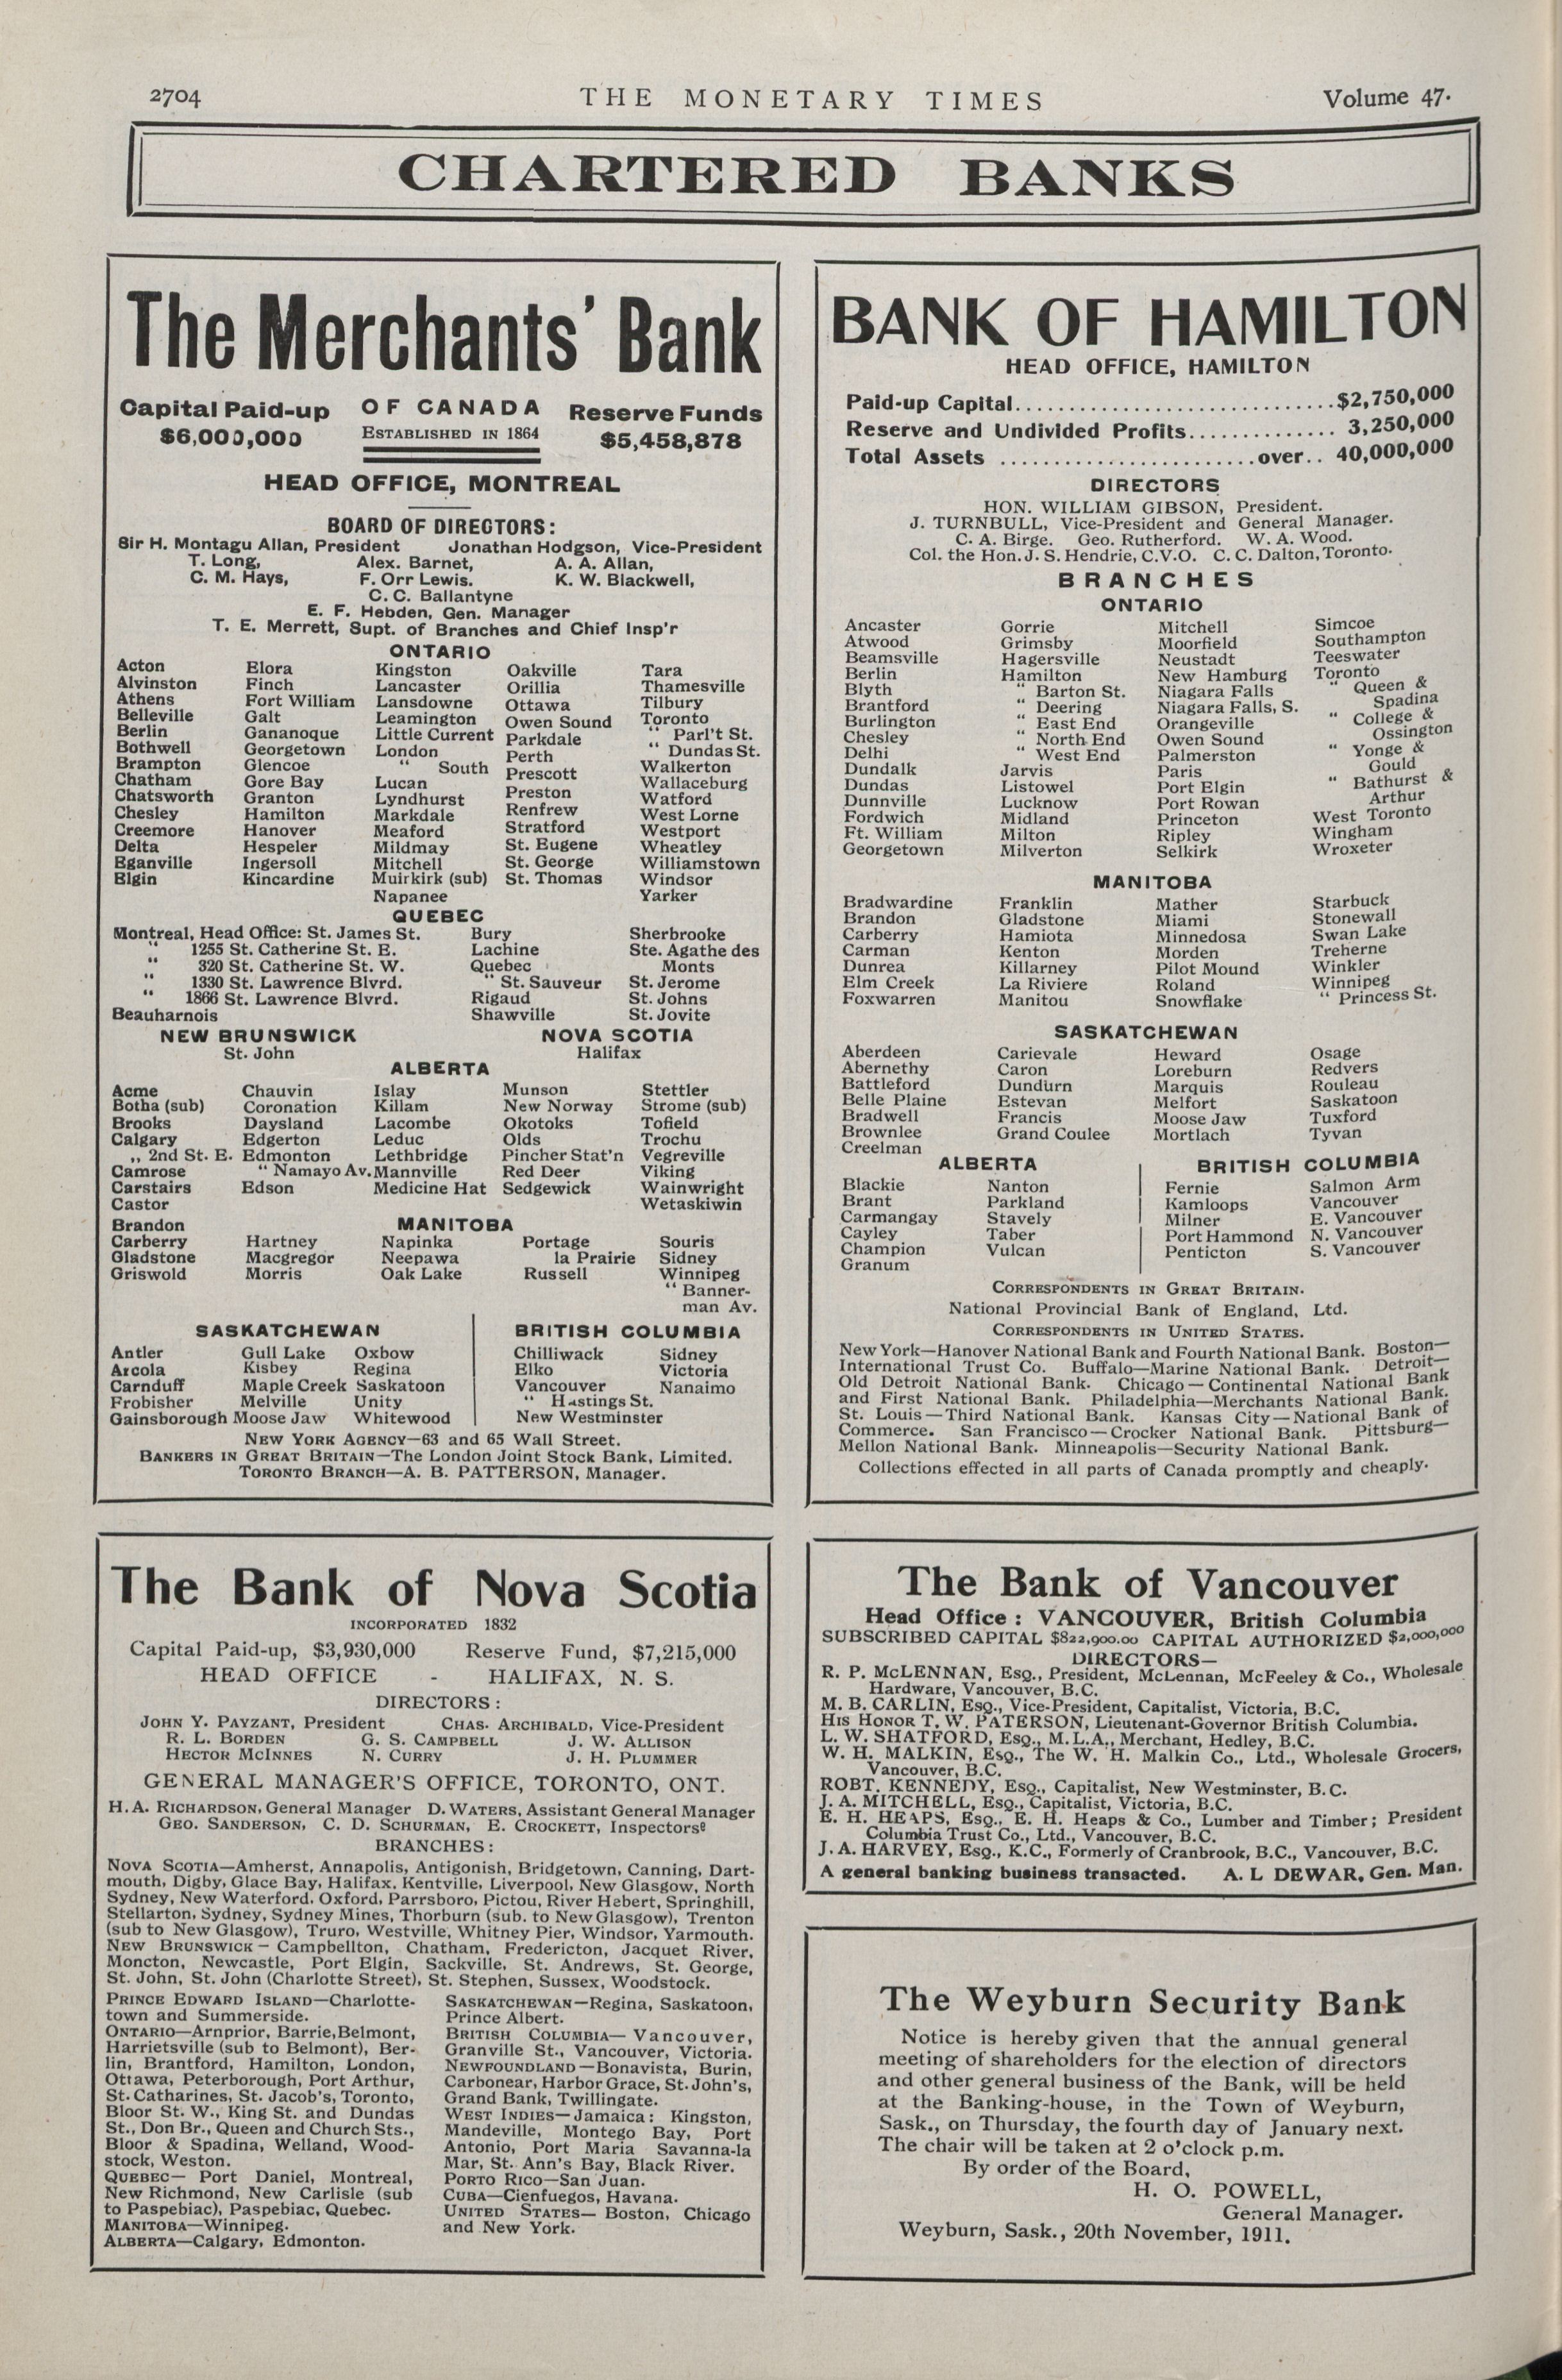 2704 THE MONETARY TIMES Volume 47.
CHARTERED BANKS
The Merchants' Bank
Capital Paid-up OF CANADA Reserve Funds
$6,000,000 ESTABLISHED IN 1864 $5,458,878
HEAD OFFICE, MONTREAL
BOARD OF DIRECTORS:
Sir H. Montagu Allan, President Jonathan Hodgson, Vice-President
T. Long, Alex. Barnet, A. A. Allan,
C. M. Hays, F. Orr Lewis. K. W. Blackwell,
C. C. Ballantyne
E. F. Hebden, Gen. Manager
T. E. Merrett, Supt. of Branches and Chief Insp'r
ONTARIO
Acton Elora Kingston Oakville Tara
Alvinston Finch Lancaster Orillia Thamesville
Athens Fort William Lansdowne Ottawa Tilbury
Belleville Galt Leamington Owen Sound Toronto
Berlin Gananoque Little Current Parkdale " Parl't St.
Bothwell Georgetown London Perth " Dundas St.
Brampton Glencoe " South Prescott Walkerton
Chatham Gore Bay Lucan Preston Wallaceburg
Chatsworth Granton Lyndhurst Renfrew Watford
Chesley Hamilton Markdale Stratford West Lorne
Creemore Hanover Meaford St. Eugene Westport
Delta Hespeler Mildmay St. George Wheatley
Eganville Ingersoll Mitchell St. Thomas Williamstown
Elgin Kincardine Muirkirk (sub) Windsor
Napanee Yarker
QUEBEC
Montreal, Head Office: St. James St. Bury Sherbrooke
" 1255 St. Catherine St. E. Lachine Ste. Agathe des
" 320 St. Catherine St. W. Quebec Monts
" 1330 St. Lawrence Blvrd. " St. Sauveur St. Jerome
" 1866 St. Lawrence Blvrd. Rigaud St. Johns
Beauharnois Shawville St. Jovite
NEW BRUNSWICK NOVA SCOTIA
St. John Halifax
ALBERTA
Acme Chauvin Islay Munson Stettler
Botha (sub) Coronation Killam New Norway Strome (sub)
Brooks Daysland Lacombe Okotoks Tofield
Calgary Edgerton Leduc Olds Trochu
„ 2nd St. E. Edmonton Lethbridge Pincher Stat'n Vegreville
Camrose " Namayo Av. Mannville Red Deer Viking
Carstairs Edson Medicine Hat Sedgewick Wainwright
Castor Wetaskiwin
MANITOBA
Brandon
Carberry Hartney Napinka Portage Souris
Gladstone Macgregor Neepawa la Prairie Sidney
Griswold Morris Oak Lake Russell Winnipeg
" Banner-
man Av.
SASKATCHEWAN
Antler Gull Lake Oxbow
Arcola Kisbey Regina
Carnduff Maple Creek Saskatoon
Frobisher Melville Unity
Gainsborough Moose Jaw Whitewood
BRITISH COLUMBIA
Chilliwack Sidney
Elko Victoria
Vancouver Nanaimo
" Hastings St.
New Westminster
NEW YORK AGENCY—63 and 65 Wall Street.
BANKERS IN GREAT BRITAIN—The London Joint Stock Bank, Limited.
TORONTO BRANCH—A. B. PATTERSON, Manager.
BANK OF HAMILTON
HEAD OFFICE, HAMILTON
Paid-up Capital..............................$2,750,000
Reserve and Undivided Profits.............. 3,250,000
Total Assets ........................over.. 40,000,000
DIRECTORS
HON. WILLIAM GIBSON, President.
J. TURNBULL, Vice-President and General Manager.
C. A. Birge. Geo. Rutherford. W. A. Wood.
Col. the Hon. J. S. Hendrie, C.V.O. C. C. Dalton, Toronto.
BRANCHES
ONTARIO
Ancaster Gorrie Mitchell Simcoe
Atwood Grimsby Moorfield Southampton
Beamsville Hagersville Neustadt Teeswater
Berlin Hamilton New Hamburg Toronto
Blyth " Barton St. Niagara Falls " Queen &
Brantford " Deering Niagara Falls, S. Spadina
Burlington " East End Orangeville " College &
Chesley " North End Owen Sound Ossington
Delhi " West End Palmerston " Yonge &
Dundalk Jarvis Paris Gould
Dundas Listowel Port Elgin " Bathurst &
Dunnville Lucknow Port Rowan Arthur
Fordwich Midland Princeton West Toronto
Ft. William Milton Ripley Wingham
Georgetown Milverton Selkirk Wroxeter
MANITOBA
Bradwardine Franklin Mather Starbuck
Brandon Gladstone Miami Stonewall
Carberry Hamiota Minnedosa Swan Lake
Carman Kenton Morden Treherne
Dunrea Killarney Pilot Mound Winkler
Elm Creek La Riviere Roland Winnipeg
Foxwarren Manitou Snowflake " Princess St.
SASKATCHEWAN
Aberdeen Carievale Heward Osage
Abernethy Caron Loreburn Redvers
Battleford Dundurn Marquis Rouleau
Belle Plaine Estevan Melfort Saskatoon
Bradwell Francis Moose Jaw Tuxford
Brownlee Grand Coulee Mortlach Tyvan
Creelman
ALBERTA
Blackie Nanton
Brant Parkland
Carmangay Stavely
Cayley Taber
Champion Vulcan
Granum
BRITISH COLUMBIA
Fernie Salmon Arm
Kamloops Vancouver
Milner E. Vancouver
Port Hammond N. Vancouver
Penticton S. Vancouver
CORRESPONDENTS IN GREAT BRITAIN.
National Provincial Bank of England, Ltd.
CORRESPONDENTS IN UNITED STATES.
New York—Hanover National Bank and Fourth National Bank. Boston—
International Trust Co. Buffalo—Marine National Bank. Detroit—
Old Detroit National Bank. Chicago—Continental National Bank
and First National Bank. Philadelphia—Merchants National Bank.
St. Louis—Third National Bank. Kansas City—National Bank of
Commerce. San Francisco—Crocker National Bank. Pittsburg—
Mellon National Bank. Minneapolis—Security National Bank.
Collections effected in all parts of Canada promptly and cheaply.
The Bank of Nova Scotia
INCORPORATED 1832
Capital Paid-up, $3,930,000 Reserve Fund, $7,215,000
HEAD OFFICE - HALIFAX, N. S.
DIRECTORS:
JOHN Y. PAYZANT, President CHAS. ARCHIBALD, Vice-President
R. L. BORDEN G. S. CAMPBELL J. W. ALLISON
HECTOR MCINNES N. CURRY J. H. PLUMMER
GENERAL MANAGER'S OFFICE, TORONTO, ONT.
H. A. RICHARDSON, General Manager D. WATERS, Assistant General Manager
GEO. SANDERSON, C. D. SCHURMAN, E. CROCKETT, Inspectors
BRANCHES:
NOVA SCOTIA—Amherst, Annapolis, Antigonish, Bridgetown, Canning, Dart-
mouth, Digby, Glace Bay, Halifax, Kentville, Liverpool, New Glasgow, North
Sydney, New Waterford, Oxford, Parrsboro, Pictou, River Hebert, Springhill,
Stellarton, Sydney, Sydney Mines, Thorburn (sub. to New Glasgow), Trenton
(sub to New Glasgow), Truro, Westville, Whitney Pier, Windsor, Yarmouth.
NEW BRUNSWICK—Campbellton, Chatham, Fredericton, Jacquet River,
Moncton, Newcastle, Port Elgin, Sackville, St. Andrews, St. George,
St. John, St. John (Charlotte Street), St. Stephen, Sussex, Woodstock.
PRINCE EDWARD ISLAND—Charlotte-
town and Summerside.
ONTARIO—Arnprior, Barrie, Belmont,
Harrietsville (sub to Belmont), Ber-
lin, Brantford, Hamilton, London,
Ottawa, Peterborough, Port Arthur,
St. Catharines, St. Jacob's, Toronto,
Bloor St. W., King St. and Dundas
St., Don Br., Queen and Church Sts.,
Bloor & Spadina, Welland, Wood-
stock, Weston.
QUEBEC— Port Daniel, Montreal,
New Richmond, New Carlisle (sub
to Paspebiac), Paspebiac, Quebec.
MANITOBA—Winnipeg.
ALBERTA—Calgary, Edmonton.
SASKATCHEWAN—Regina, Saskatoon,
Prince Albert.
BRITISH COLUMBIA— Vancouver,
Granville St., Vancouver, Victoria.
NEWFOUNDLAND—Bonavista, Burin,
Carbonear, Harbor Grace, St. John's,
Grand Bank, Twillingate.
WEST INDIES—Jamaica: Kingston,
Mandeville, Montego Bay, Port
Antonio, Port Maria Savanna-la
Mar, St. Ann's Bay, Black River.
PORTO RICO—San Juan.
CUBA—Cienfuegos, Havana.
UNITED STATES— Boston, Chicago
and New York.
The Bank of Vancouver
Head Office: VANCOUVER, British Columbia
SUBSCRIBED CAPITAL $822,900.00 CAPITAL AUTHORIZED $2,000,000
DIRECTORS—
R. P. McLENNAN, Esq., President, McLennan, McFeeley & Co., Wholesale
Hardware, Vancouver, B.C.
M. B. CARLIN, Esq., Vice-President, Capitalist, Victoria, B.C.
HIS HONOR T. W. PATERSON, Lieutenant-Governor British Columbia.
L. W. SHATFORD, Esq., M.L.A., Merchant, Hedley, B.C.
W. H. MALKIN, Esq., The W. H. Malkin Co., Ltd., Wholesale Grocers,
Vancouver, B.C.
ROBT. KENNEDY, Esq., Capitalist, New Westminster, B.C.
J. A. MITCHELL, Esq., Capitalist, Victoria, B.C.
E. H. HEAPS, Esq., E. H. Heaps & Co., Lumber and Timber; President
Columbia Trust Co., Ltd., Vancouver, B.C.
J. A. HARVEY, Esq., K.C., Formerly of Cranbrook, B.C., Vancouver, B.C.
A general banking business transacted. A. L DEWAR, Gen. Man.
The Weyburn Security Bank
Notice is hereby given that the annual general
meeting of shareholders for the election of directors
and other general business of the Bank, will be held
at the Banking-house, in the Town of Weyburn,
Sask., on Thursday, the fourth day of January next.
The chair will be taken at 2 o'clock p.m.
By order of the Board,
H. O. POWELL,
General Manager.
Weyburn, Sask., 20th November, 1911.